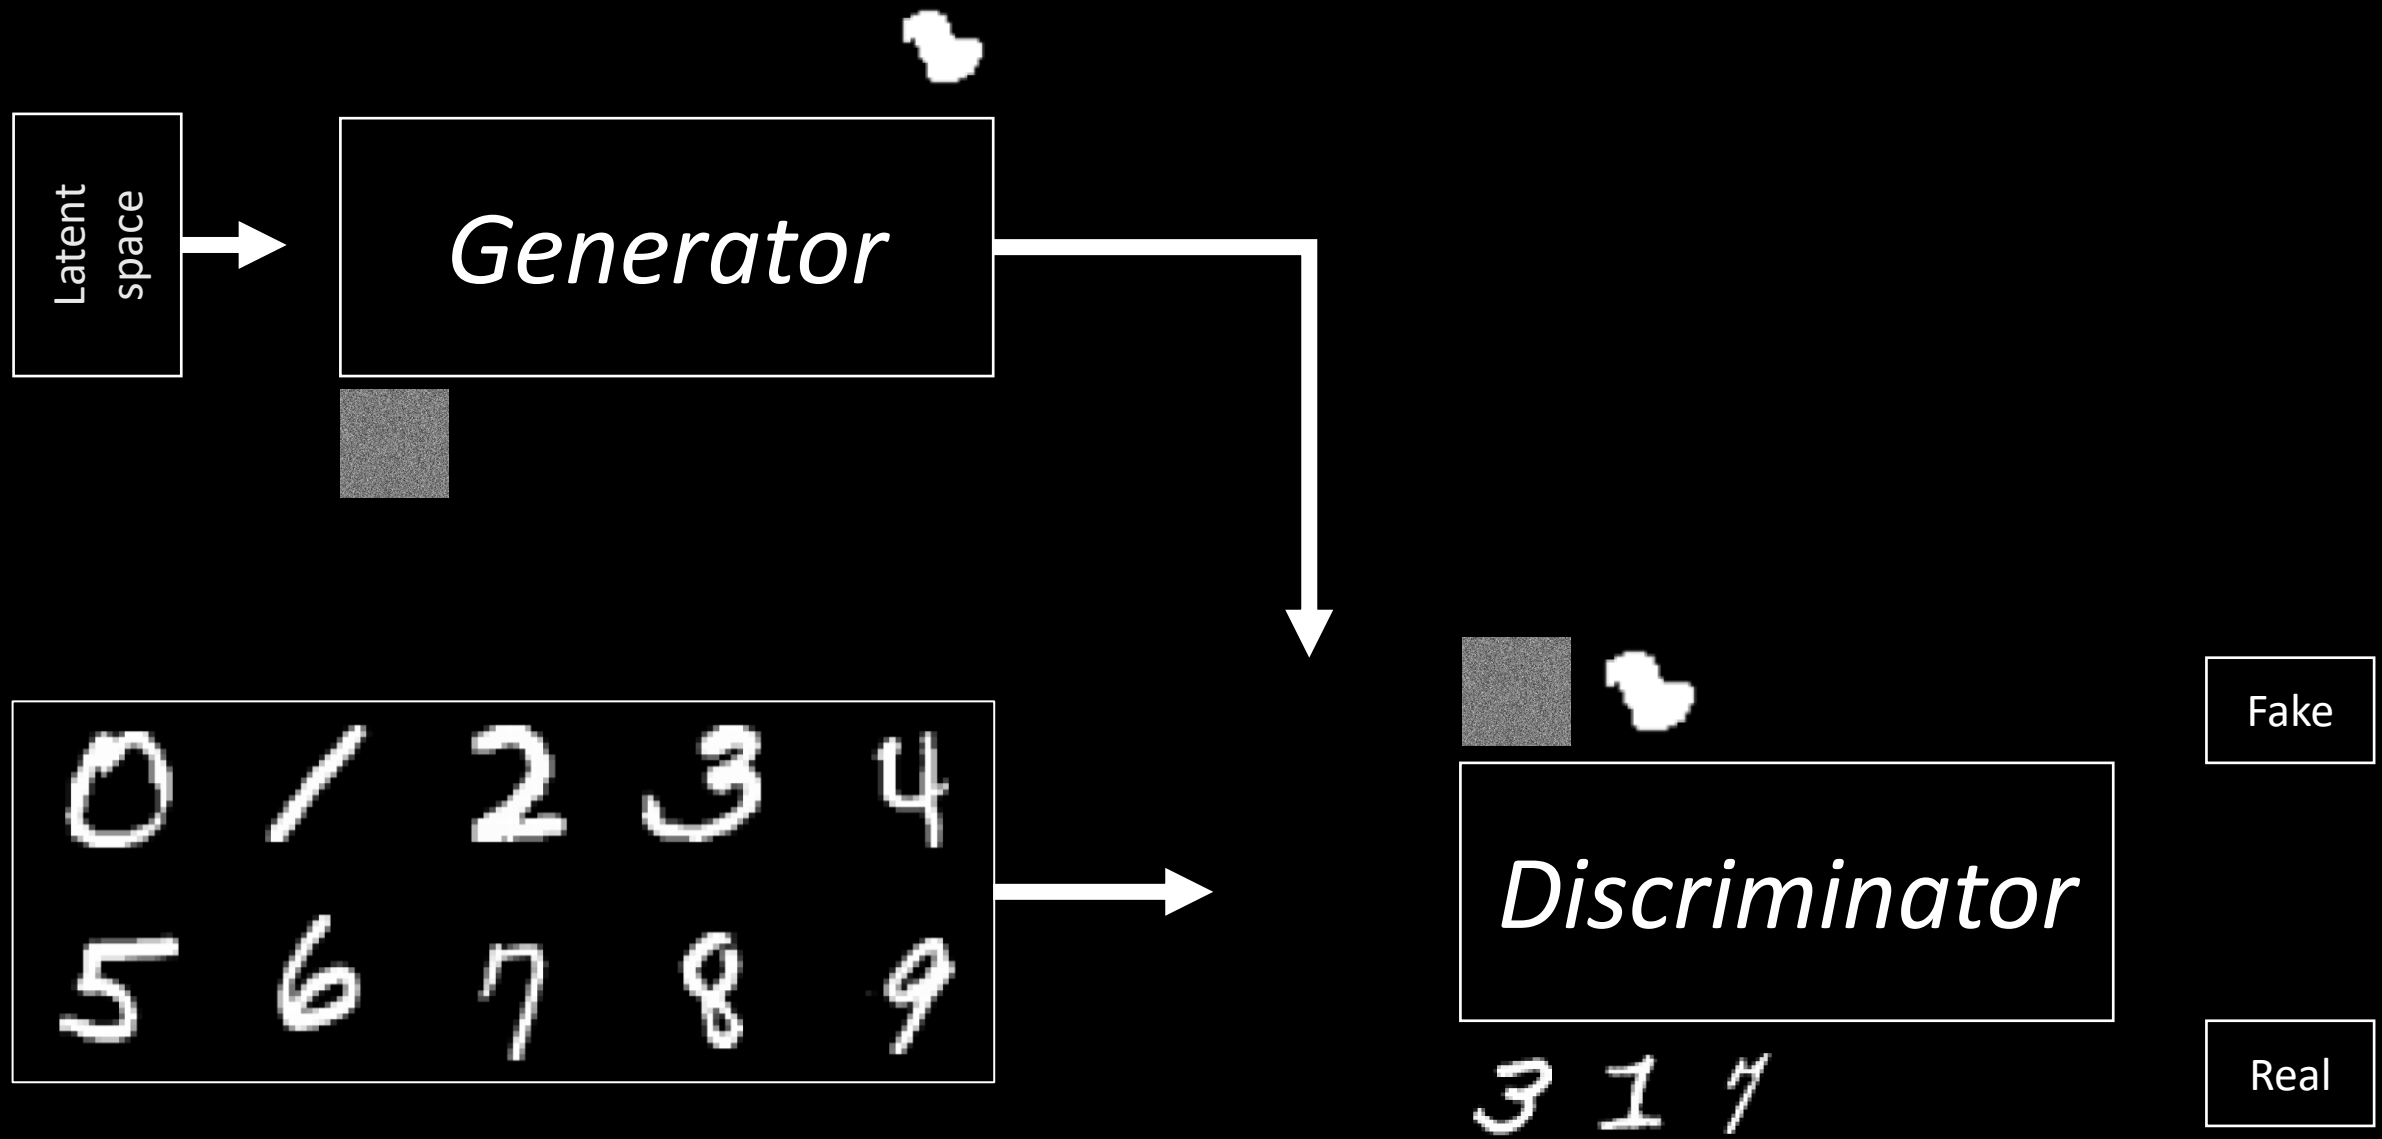 Latent
space
Generator
0 1 2 3 4
5 6 7 8 9
Fake
Discriminator
Real
3 1 7